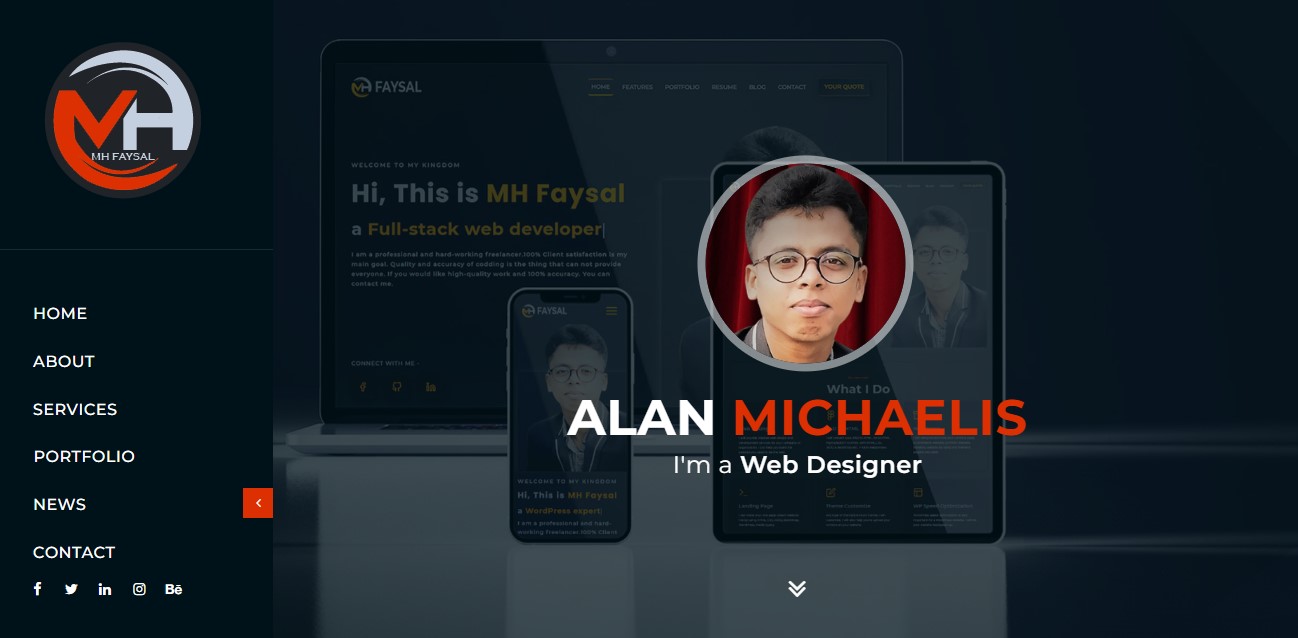 MH FAYSAL
HOME
ABOUT
SERVICES
PORTFOLIO
NEWS
CONTACT
Bē
FAYSAL
HOME FEATURES PORTFOLIO RESUME BLOG CONTACT YOUR QUOTE
WELCOME TO MY KINGDOM
Hi, This is MH Faysal
a Full-stack web developer|
I am a professional and hard-working freelancer.100% Client satisfaction is my
main goal. Quality and accuracy of codding is the thing that can not provide
everyone. If you would like high-quality work and 100% accuracy. You can
contact me.
CONNECT WITH ME -
FAYSAL
WELCOME TO MY KINGDOM
Hi, This is MH Faysal
a WordPress expert|
I am a professional and hard-
working freelancer.100% Client
What I Do
ALAN MICHAELIS
I'm a Web Designer
Landing Page
Theme Customize